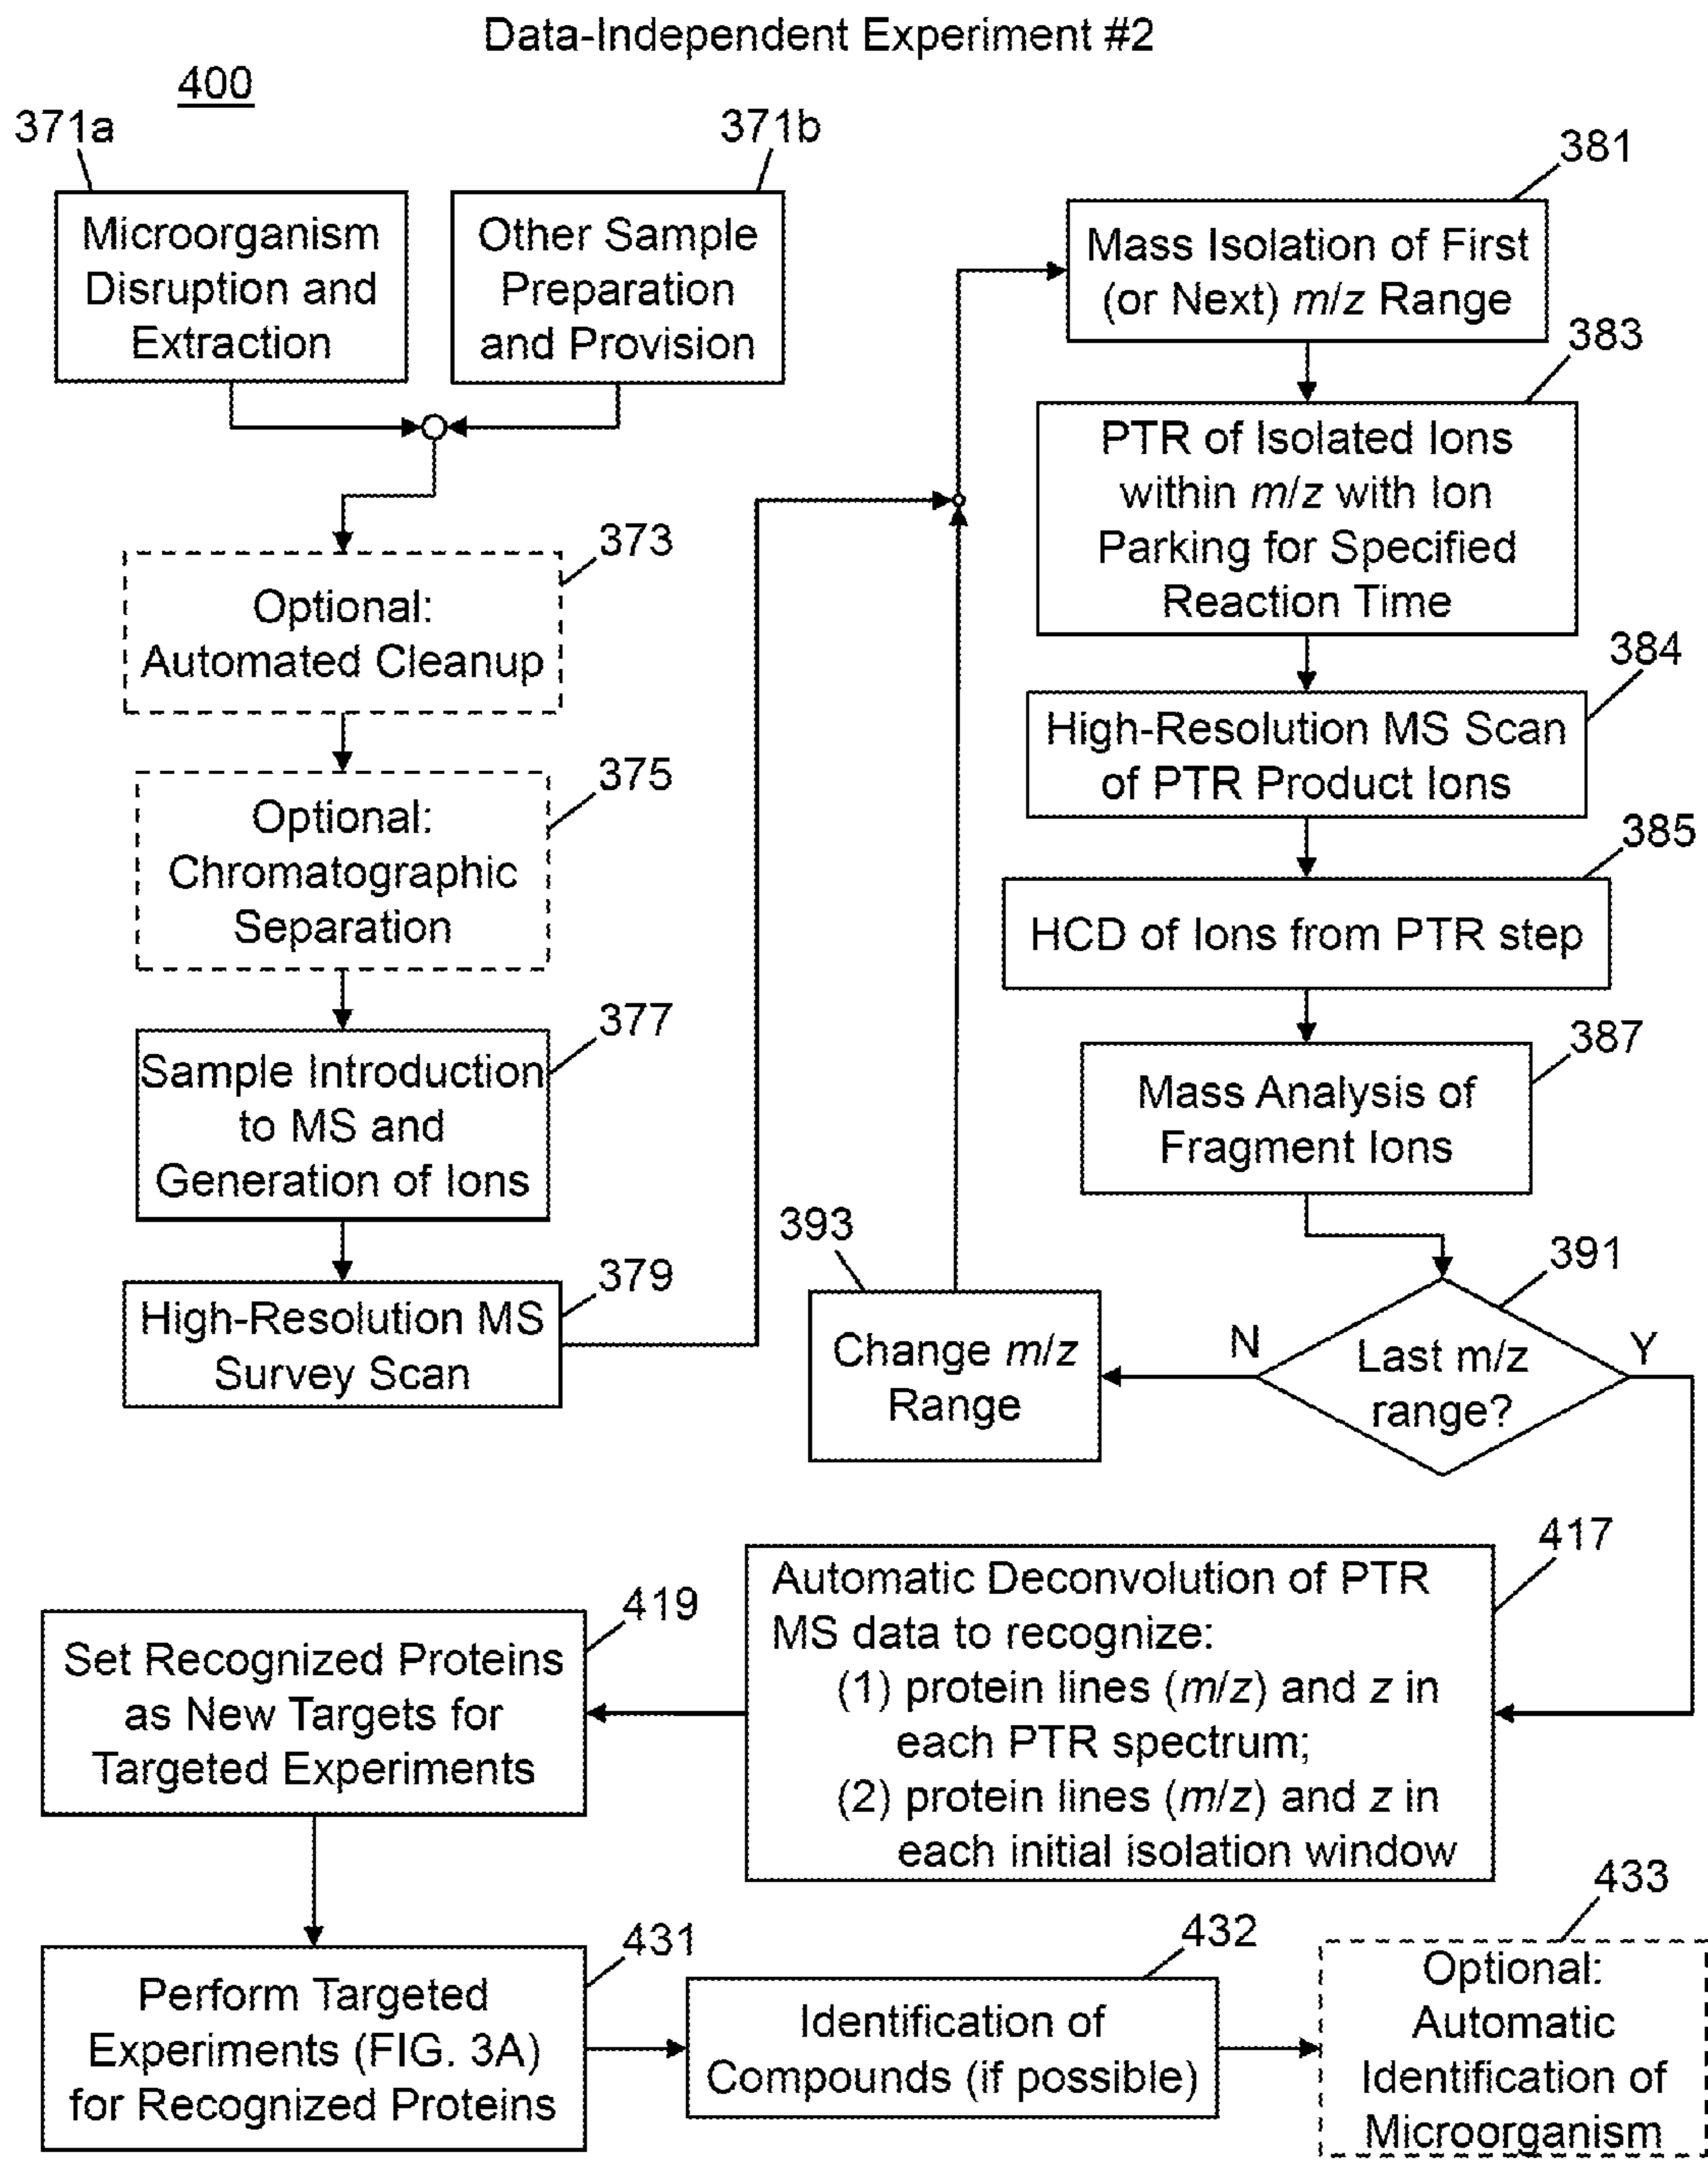 Data-Independent Experiment #2
400
371a
Microorganism
Disruption and
Extraction
371b
Other Sample
Preparation
and Provision
373
Optional:
Automated Cleanup
375
Optional:
Chromatographic
Separation
377
Sample Introduction
to MS and
Generation of Ions
379
High-Resolution MS
Survey Scan
381
Mass Isolation of First
(or Next) m/z Range
383
PTR of Isolated Ions
within m/z with Ion
Parking for Specified
Reaction Time
384
High-Resolution MS Scan
of PTR Product Ions
385
HCD of Ions from PTR step
387
Mass Analysis of
Fragment Ions
391
Last m/z
range?
N
Y
393
Change m/z
Range
417
Automatic Deconvolution of PTR
MS data to recognize:
(1) protein lines (m/z) and z in
each PTR spectrum;
(2) protein lines (m/z) and z in
each initial isolation window
419
Set Recognized Proteins
as New Targets for
Targeted Experiments
431
Perform Targeted
Experiments (FIG. 3A)
for Recognized Proteins
432
Identification of
Compounds (if possible)
433
Optional:
Automatic
Identification of
Microorganism